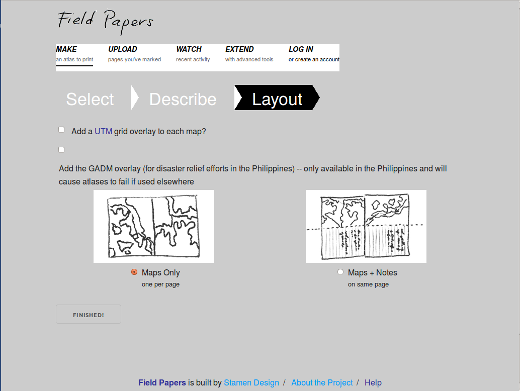 Field Papers
MAKE UPLOAD WATCH EXTEND LOG IN
an atlas to print pages you've marked recent activity with advanced tools or create an account
Select Describe Layout
Add a UTM grid overlay to each map?
Add the GADM overlay (for disaster relief efforts in the Philippines) -- only available in the Philippines and will
cause atlases to fail if used elsewhere
Maps Only Maps + Notes
one per page on same page
FINISHED!
Field Papers is built by Stamen Design / About the Project / Help